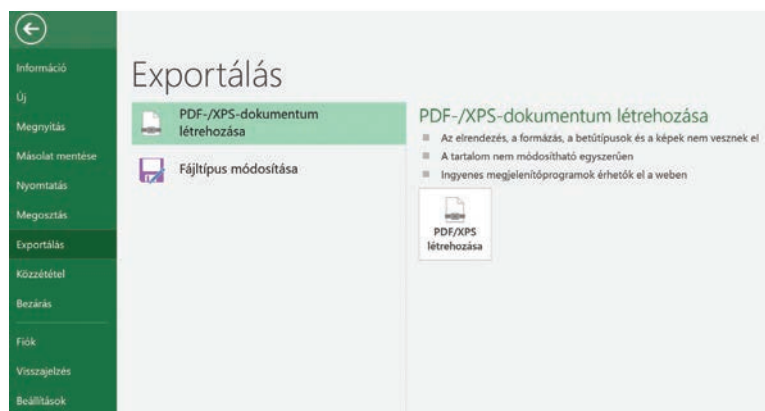 Információ
Új
Megnyitás
Másolat mentése
Nyomtatás
Megosztás
Exportálás
Közzététel
Bezárás
Fiók
Visszajelzés
Beállítások
Exportálás
PDF-/XPS-dokumentum
létrehozása
Fájltípus módosítása
PDF-/XPS-dokumentum létrehozása
Az elrendezés, a formázás, a betűtípusok és a képek nem vesznek el
A tartalom nem módosítható egyszerűen
Ingyenes megjelenítőprogramok érhetők el a weben
PDF/XPS
létrehozása